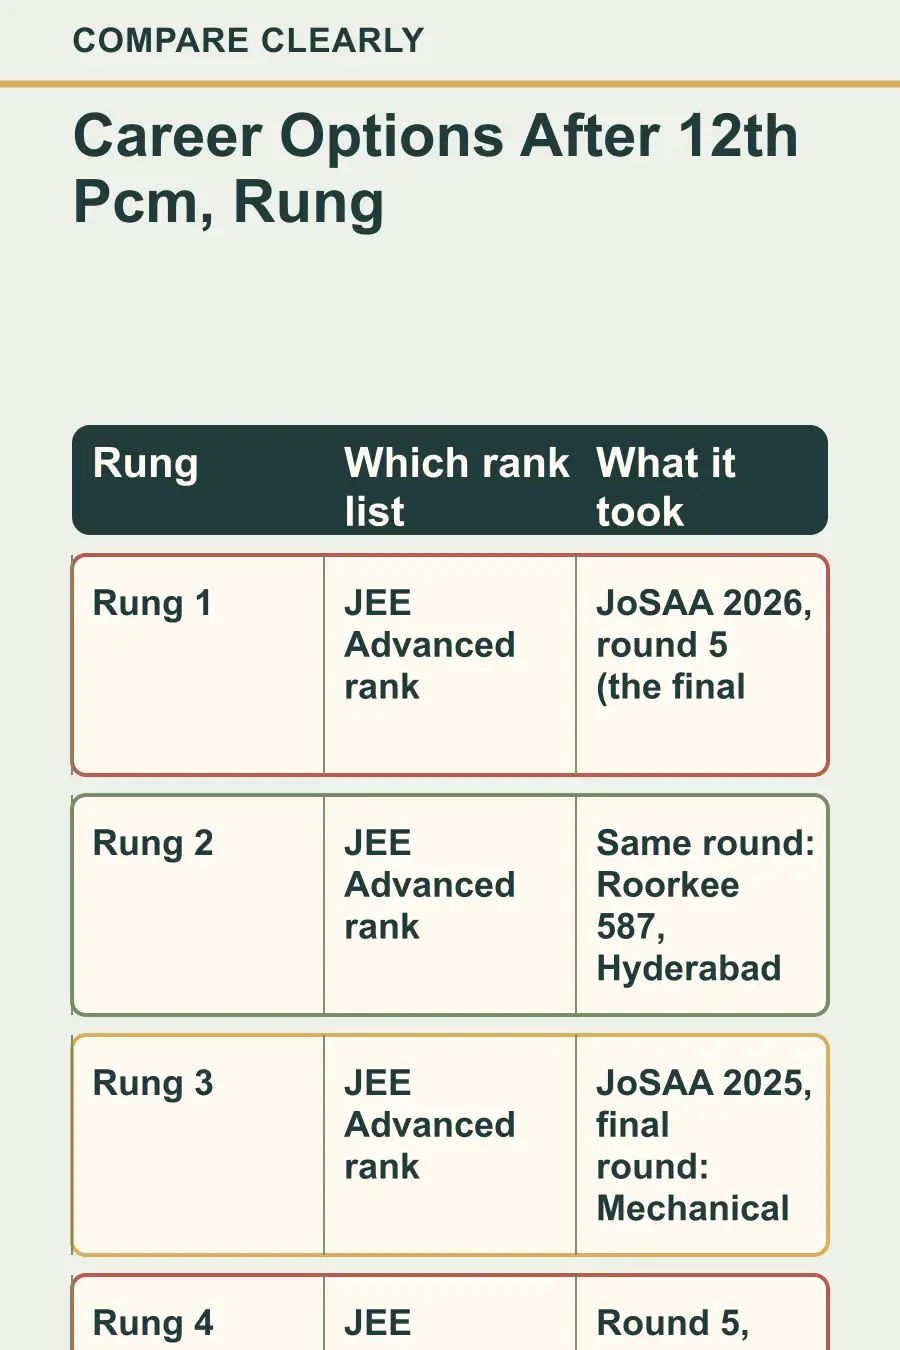 COMPARE CLEARLY
Career Options After 12th
Pcm, Rung
Rung
Which rank
list
What it
took
Rung 1
JEE
Advanced
rank
JoSAA 2026,
round 5
(the final
Rung 2
JEE
Advanced
rank
Same round:
Roorkee
587,
Hyderabad
Rung 3
JEE
Advanced
rank
JoSAA 2025,
final
round:
Mechanical
Rung 4
JEE
Round 5,